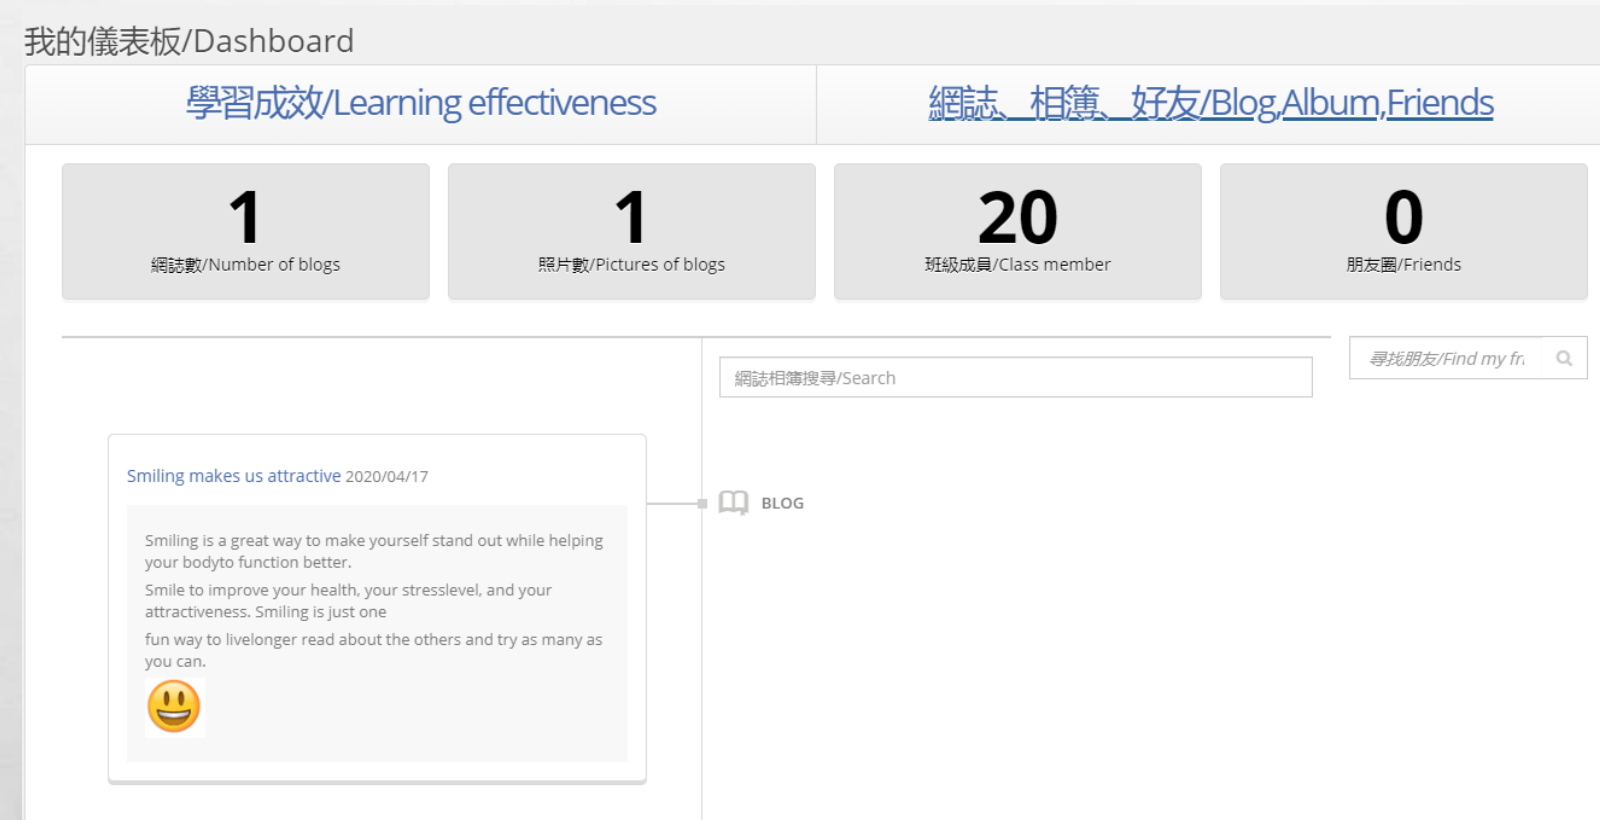 我的儀表板/Dashboard
學習成效/Learning effectiveness
網誌、相簿、好友/Blog,Album,Friends
1
網誌數/Number of blogs
1
照片數/Pictures of blogs
20
班級成員/Class member
0
朋友圈/Friends
網誌相簿搜尋/Search
尋找朋友/Find my fri
Smiling makes us attractive 2020/04/17
BLOG
Smiling is a great way to make yourself stand out while helping
your bodyto function better.
Smile to improve your health, your stresslevel, and your
attractiveness. Smiling is just one
fun way to livelonger read about the others and try as many as
you can.